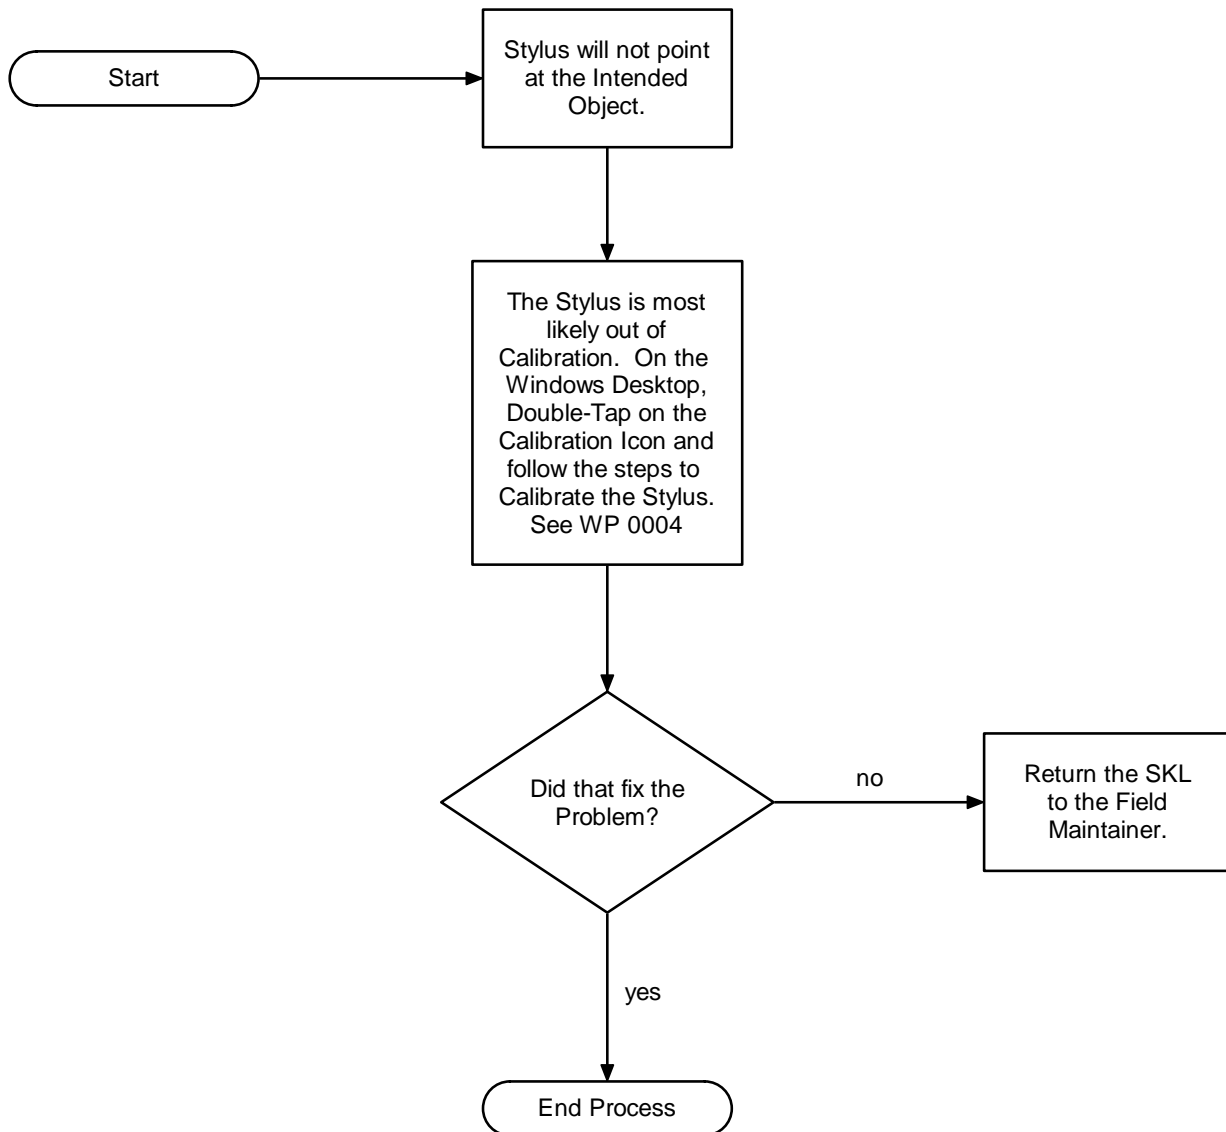 Start
Stylus will not point
at the Intended
Object.
The Stylus is most
likely out of
Calibration.  On the
Windows Desktop,
Double-Tap on the
Calibration Icon and
follow the steps to
Calibrate the Stylus.
See WP 0004
Did that fix the
Problem?
no
Return the SKL
to the Field
Maintainer.
yes
End Process